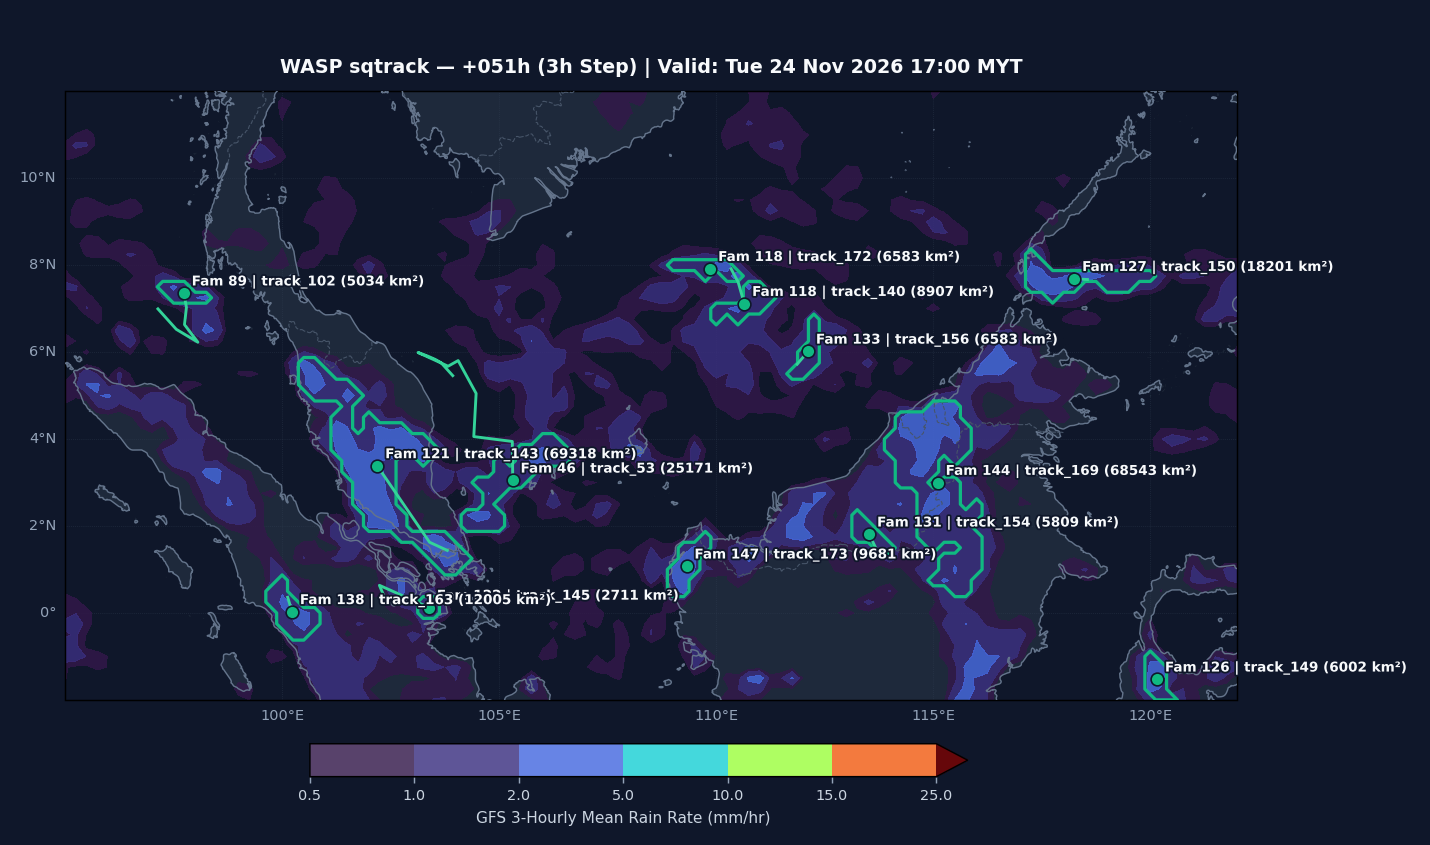 WASP sqtrack — +051h (3h Step) | Valid: Tue 24 Nov 2026 17:00 MYT
10°N
8°N
6°N
4°N
2°N
0°
Fam 118 | track_172 (6583 km²)
Fam 127 | track_150 (18201 km²)
Fam 89 | track_102 (5034 km²)
Fam 118 | track_140 (8907 km²)
Fam 133 | track_156 (6583 km²)
Fam 121 | track_143 (69318 km²)
Fam 46 | track_53 (25171 km²)
Fam 144 | track_169 (68543 km²)
Fam 131 | track_154 (5809 km²)
Fam 147 | track_173 (9681 km²)
Fam 138 | track_163 (12005 km²)
track_145 (2711 km²)
Fam 126 | track_149 (6002 km²)
100°E 105°E 110°E 115°E 120°E
0.5 1.0 2.0 5.0 10.0 15.0 25.0
GFS 3-Hourly Mean Rain Rate (mm/hr)